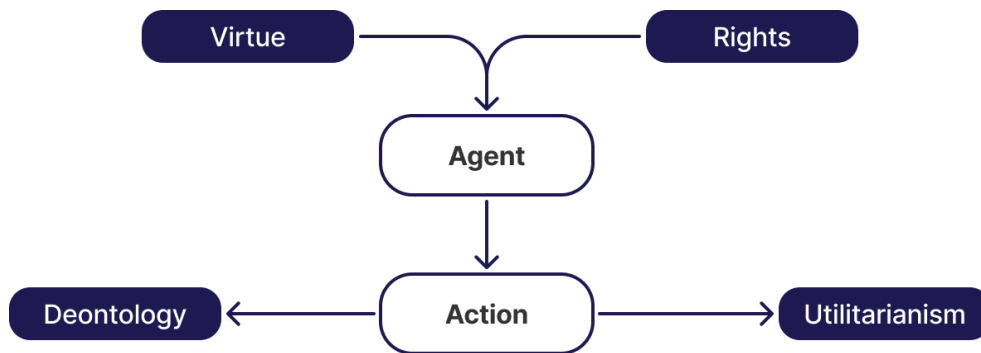 Virtue
Rights
Agent
Action
Deontology
Utilitarianism